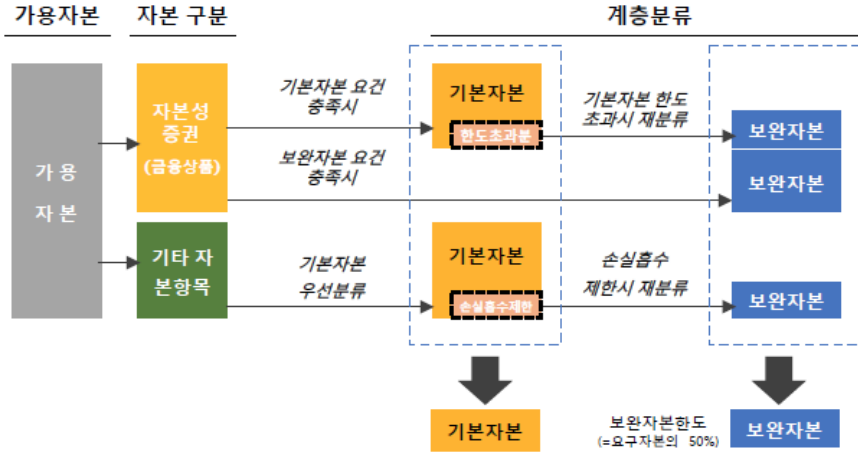 가용자본
자본 구분
계층분류
가 용
자 본
자본성
증권
(금융상품)
기본자본 요건
충족시
기본자본
한도초과분
기본자본 한도
초과시 재분류
보완자본
보완자본 요건
충족시
보완자본
기타 자
본항목
기본자본
우선분류
기본자본
손실흡수제한
손실흡수
제한시 재분류
보완자본
기본자본
보완자본한도
(=요구자본의 50%)
보완자본